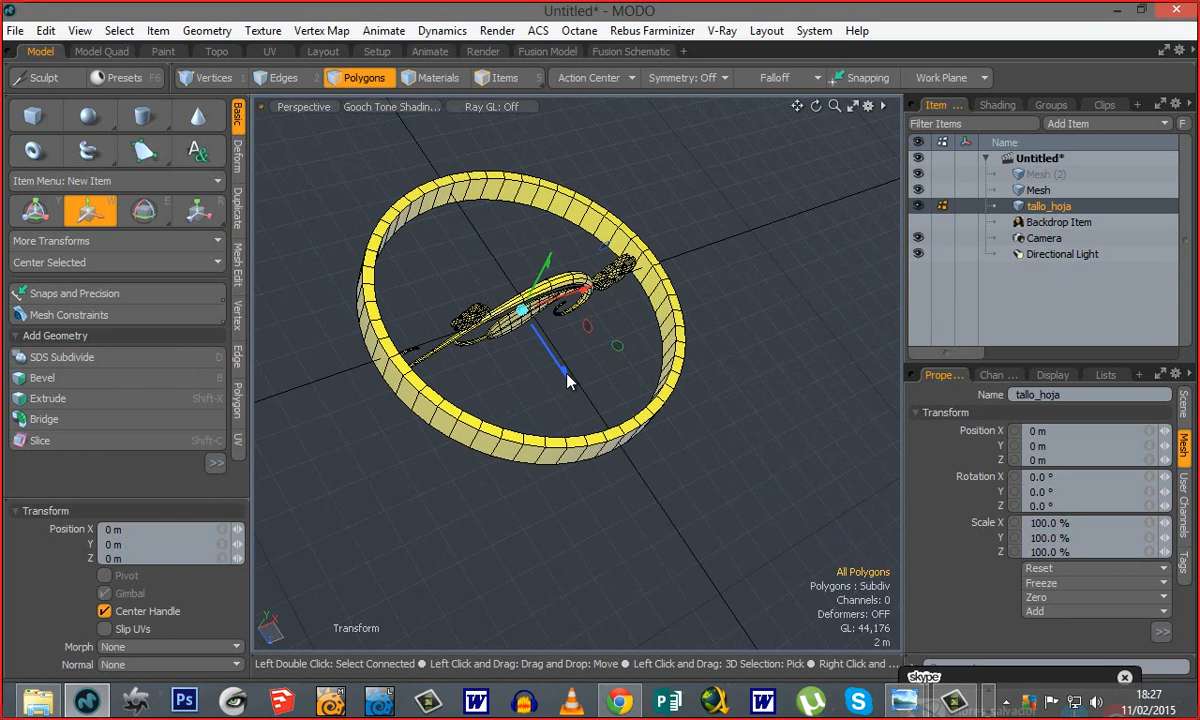 Untitled* - MODO
File Edit View Select Item Geometry Texture Vertex Map Animate Dynamics Render ACS Octane Rebus Farminizer V-Ray Layout System Help
Model Model Quad Paint Topo UV Layout Setup Animate Render Fusion Model Fusion Schematic +
Sculpt Presets F6 Vertices 1 Edges 2 Polygons Materials 4 Items 5 Action Center Symmetry: Off Falloff Snapping Work Plane
Perspective Gooch Tone Shadin... Ray GL: Off
Item ... Shading Groups Clips +
Filter Items Add Item F
Name
Untitled*
Mesh (2)
Mesh
tallo_hoja
Backdrop Item
Camera
Directional Light
Basic
Deform
Duplicate
Mesh Edit
Vertex
Edge
Polygon
UV
Item Menu: New Item
More Transforms
Center Selected
Snaps and Precision
Mesh Constraints
Add Geometry
SDS Subdivide D
Bevel B
Extrude Shift-X
Bridge
Slice Shift-C
>>
Transform
Position X 0 m
Y 0 m
Z 0 m
Pivot
Gimbal
Center Handle
Slip UVs
Morph None
Normal None
Prope... Chan ... Display Lists +
Name tallo_hoja
Transform
Position X 0 m
Y 0 m
Z 0 m
Rotation X 0.0 °
Y 0.0 °
Z 0.0 °
Scale X 100.0 %
Y 100.0 %
Z 100.0 %
Reset
Freeze
Zero
Add
>>
Scene
Mesh
User Channels
Tags
All Polygons
Polygons : Subdiv
Channels: 0
Deformers: OFF
GL: 44,176
2 m
Transform
Left Double Click: Select Connected ● Left Click and Drag: Drag and Drop: Move ● Left Click and Drag: 3D Selection: Pick ● Right Click and ...
skype
18:27
11/02/2015